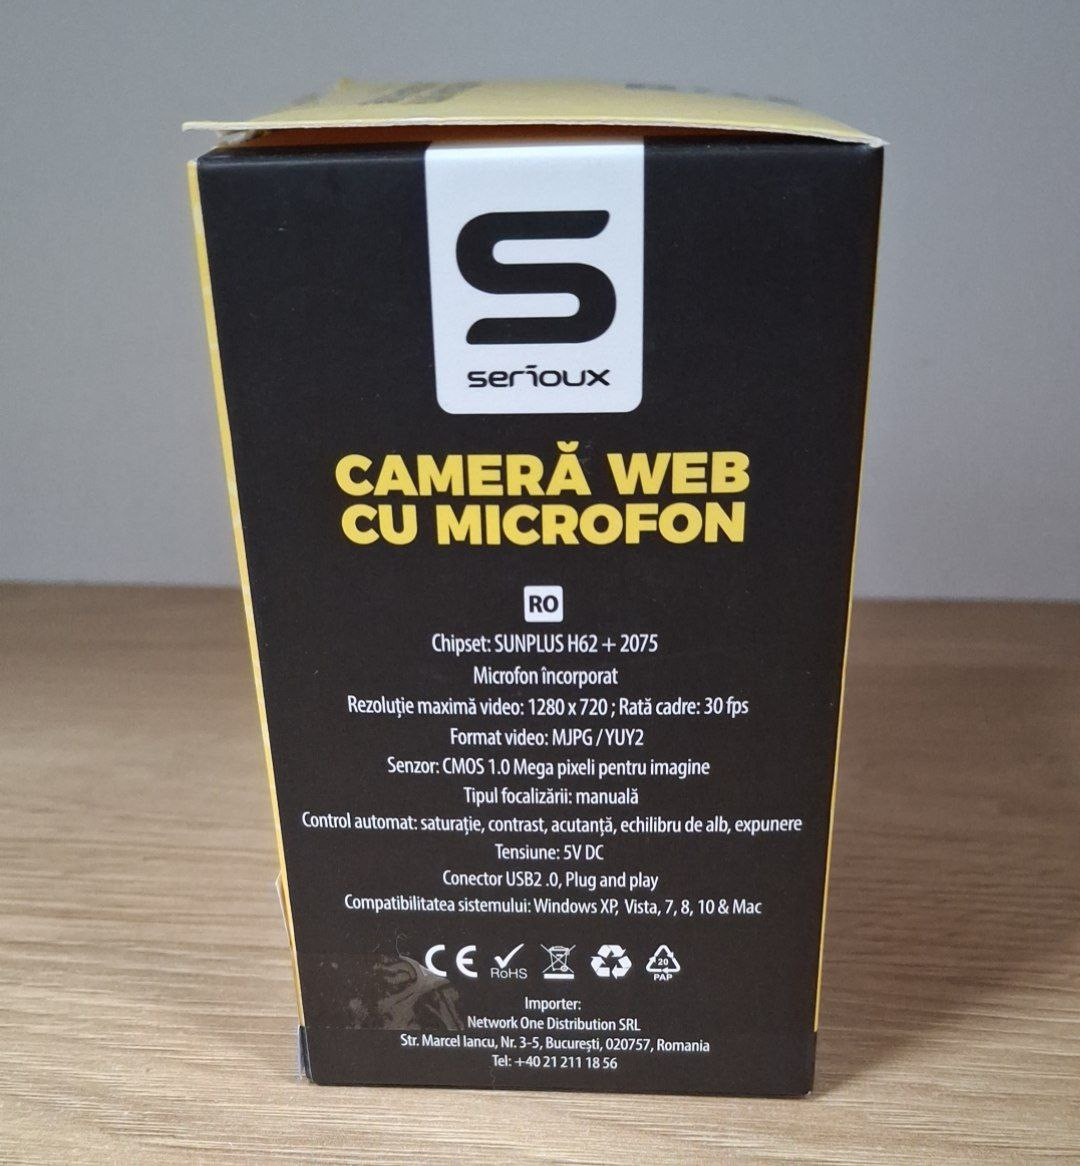 serioux
CAMERĂ WEB
CU MICROFON
RO
Chipset: SUNPLUS H62 + 2075
Microfon încorporat
Rezoluție maximă video: 1280 x 720 ; Rată cadre: 30 fps
Format video: MJPG / YUY2
Senzor: CMOS 1.0 Mega pixeli pentru imagine
Tipul focalizării: manuală
Control automat: saturație, contrast, acutanță, echilibru de alb, expunere
Tensiune: 5V DC
Conector USB2 .0, Plug and play
Compatibilitatea sistemului: Windows XP, Vista, 7, 8, 10 & Mac
CE RoHS 20 PAP
Importer:
Network One Distribution SRL
Str. Marcel Iancu, Nr. 3-5, București, 020757, Romania
Tel: +40 21 211 18 56